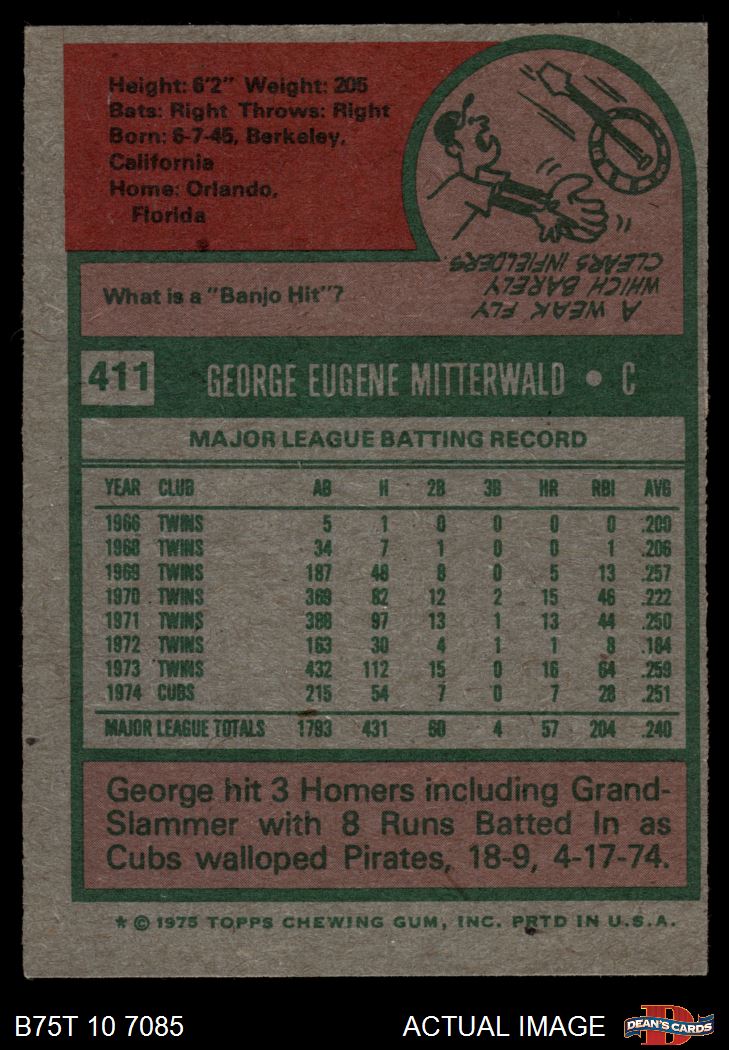 Height: 6'2" Weight: 205
Bats: Right Throws: Right
Born: 6-7-45, Berkeley,
California
Home: Orlando,
Florida
What is a "Banjo Hit"?
A WEAK FLY
WHICH BARELY
CLEARS INFIELDERS.
411 GEORGE EUGENE MITTERWALD • C
MAJOR LEAGUE BATTING RECORD
YEAR CLUB AB H 2B 3B HR RBI AVG
1966 TWINS 5 1 0 0 0 0 .200
1968 TWINS 34 7 1 0 0 1 .206
1969 TWINS 187 48 8 0 5 13 .257
1970 TWINS 369 82 12 2 15 46 .222
1971 TWINS 388 97 13 1 13 44 .250
1972 TWINS 163 30 4 1 1 8 .184
1973 TWINS 432 112 15 0 16 64 .259
1974 CUBS 215 54 7 0 7 28 .251
MAJOR LEAGUE TOTALS 1793 431 60 4 57 204 .240
George hit 3 Homers including Grand-
Slammer with 8 Runs Batted In as
Cubs walloped Pirates, 18-9, 4-17-74.
* © 1975 TOPPS CHEWING GUM, INC. PRTD IN U.S.A.
B75T 10 7085 ACTUAL IMAGE D DEAN'S CARDS